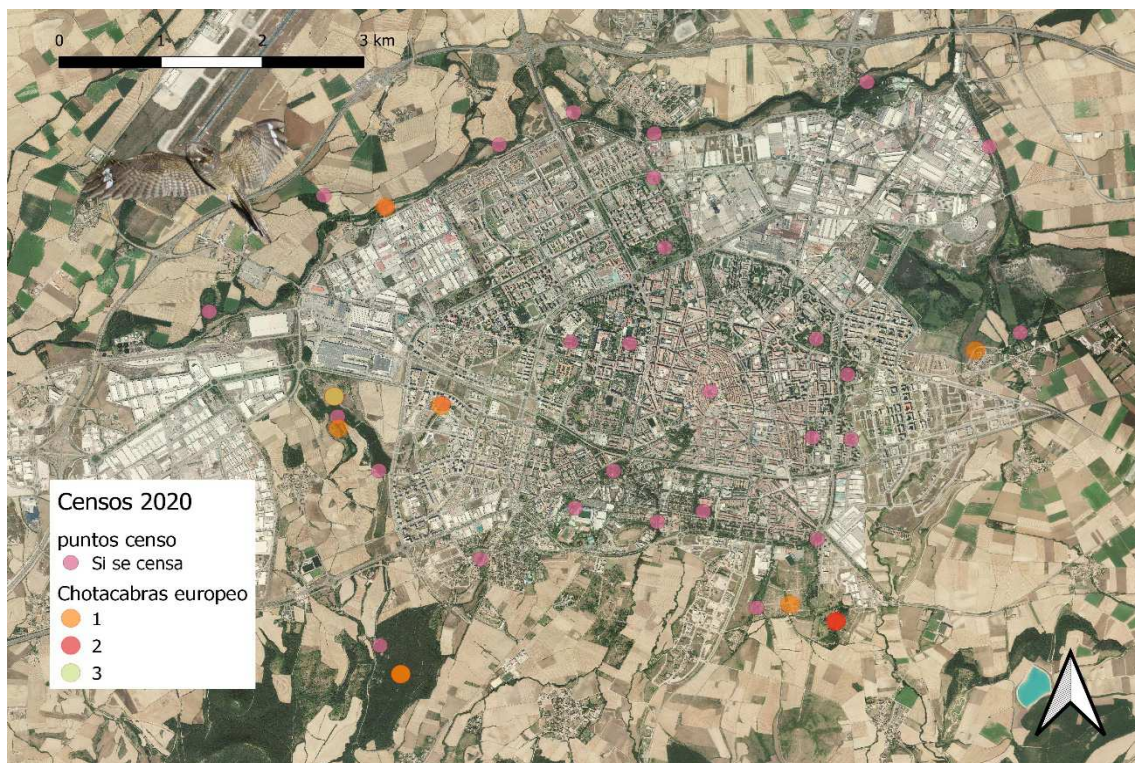 0 1 2 3 km
Censos 2020
puntos censo
Si se censa
Chotacabras europeo
1
2
3